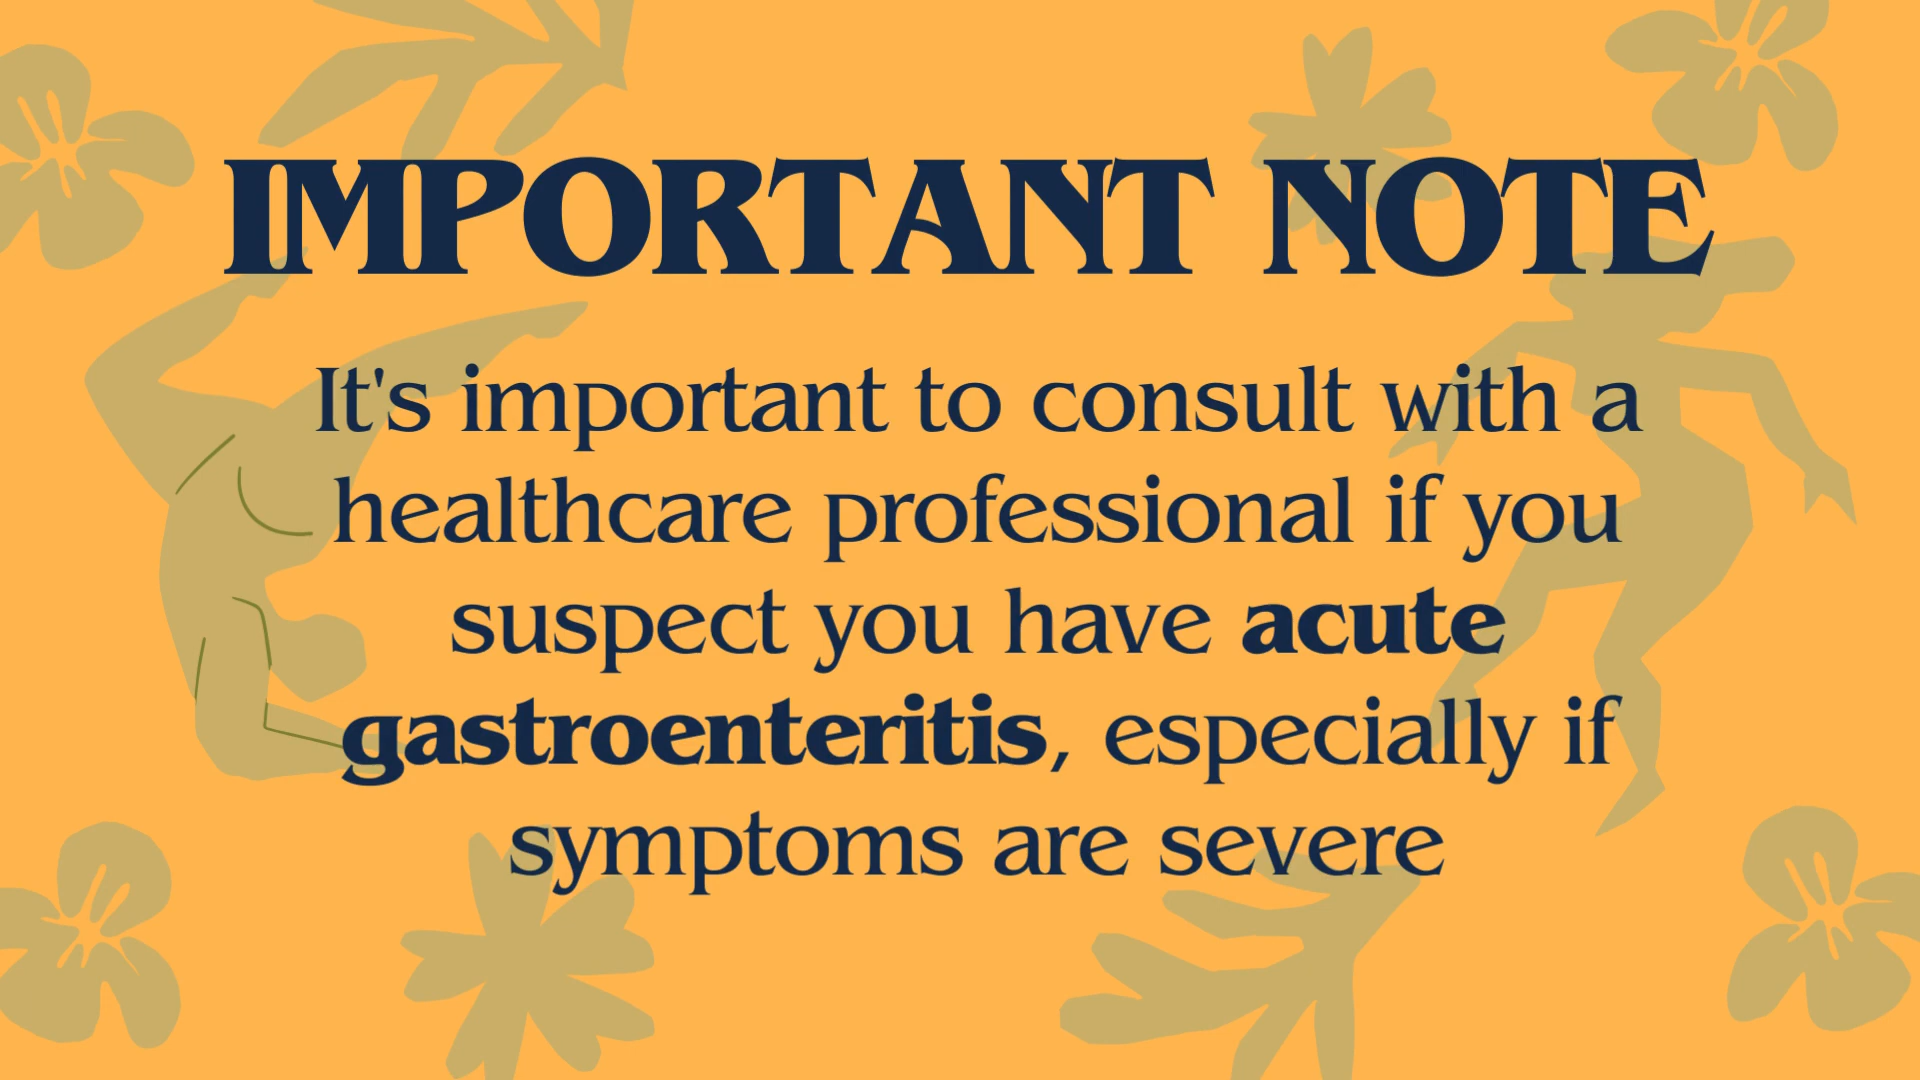 IMPORTANT NOTE
It's important to consult with a
healthcare professional if you
suspect you have acute
gastroenteritis, especially if
symptoms are severe